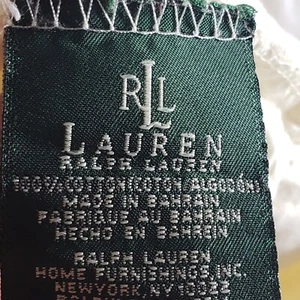 RLL
LAUREN
RALPH LAUREN
100% COTTON(COTON, ALGODON)
MADE IN BAHRAIN
FABRIQUE AU BAHRAIN
HECHO EN BAHREIN
RALPH LAUREN
HOME FURNISHINGS, INC.
NEW YORK, NY 10022